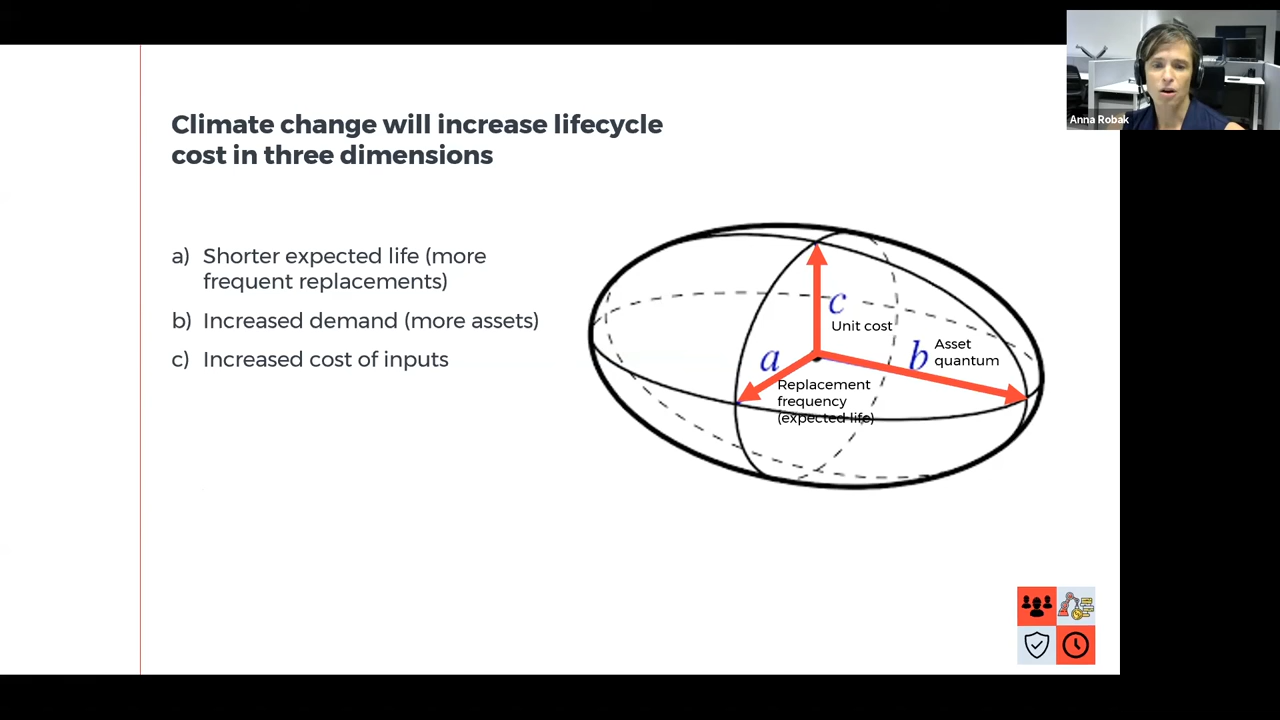 Anna Robak
Climate change will increase lifecycle
cost in three dimensions
a) Shorter expected life (more
frequent replacements)
b) Increased demand (more assets)
c) Increased cost of inputs
c
Unit cost
a
b
Asset
quantum
Replacement
frequency
(expected life)